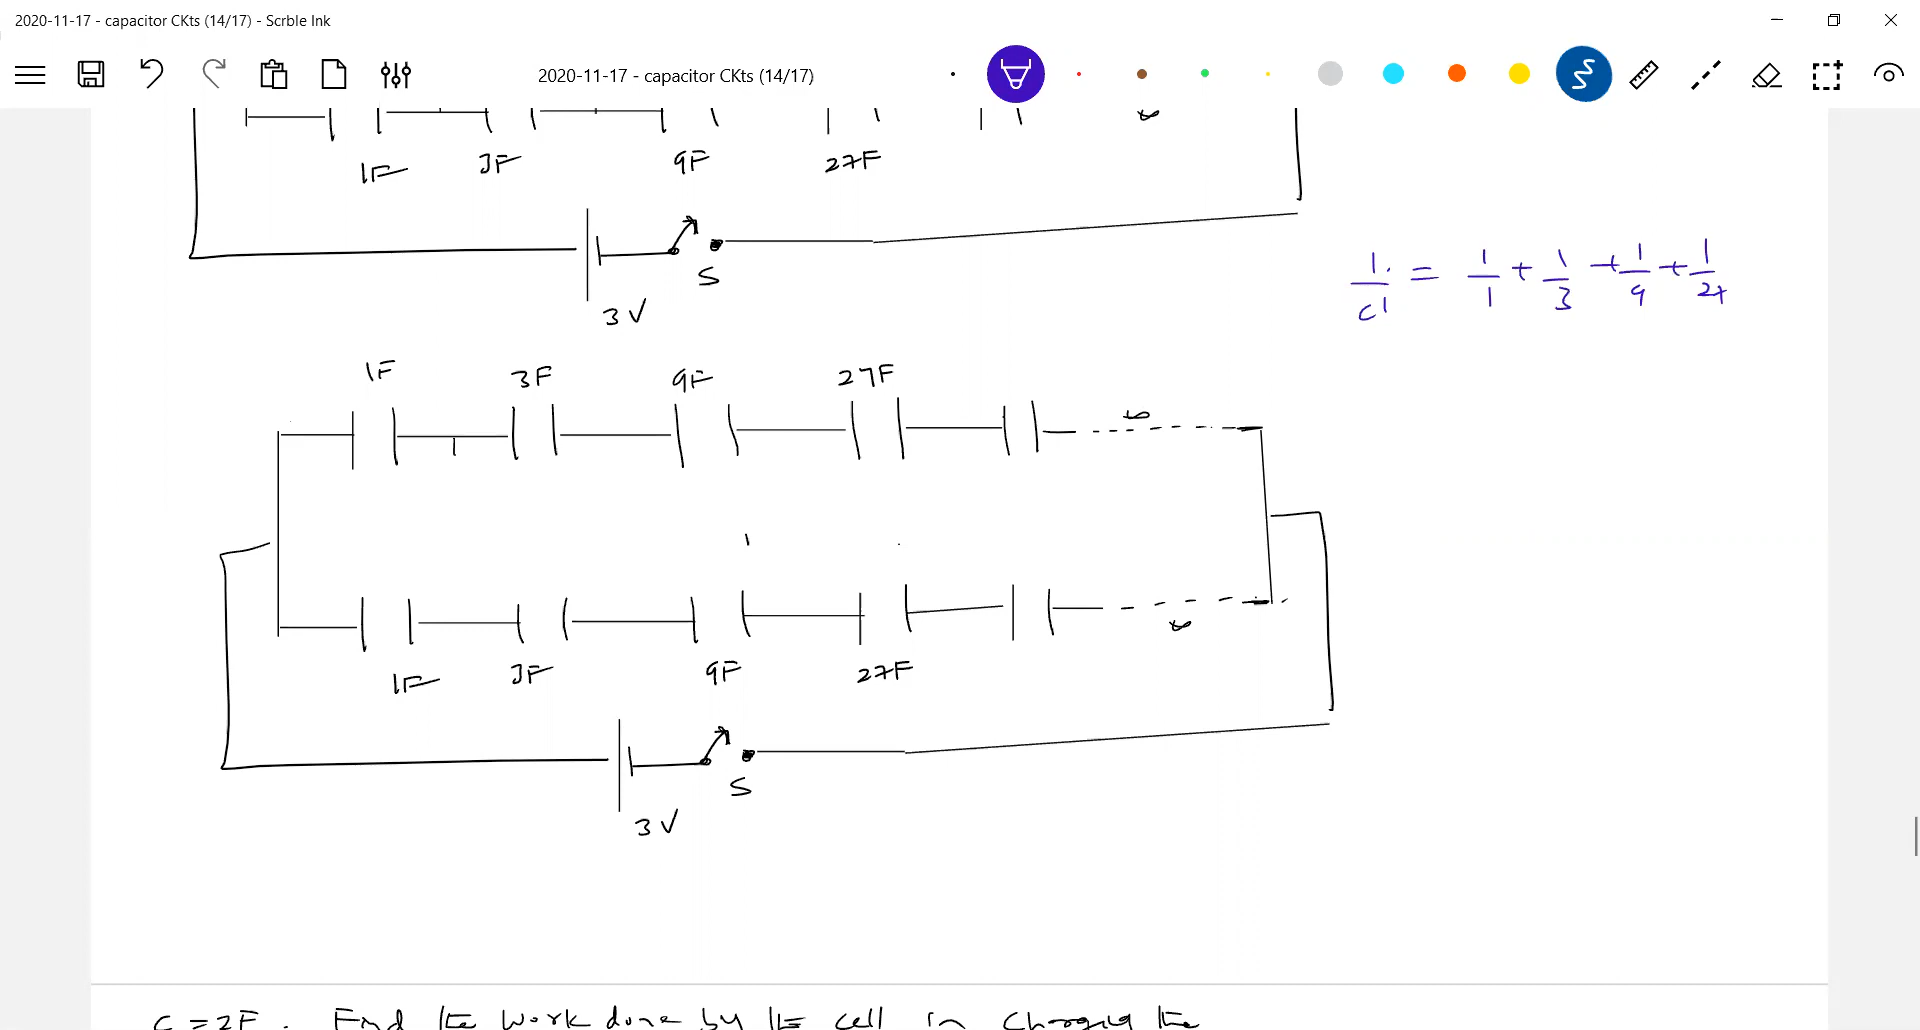 2020-11-17 - capacitor CKts (14/17) - Scrble Ink
2020-11-17 - capacitor CKts (14/17)
∞
1F 3F 9F 27F
S
3V
1/C' = 1/1 + 1/3 + 1/9 + 1/27
1F 3F 9F 27F
∞
∞
1F 3F 9F 27F
S
3V
C = 2F. Find the work done by the cell in charging the